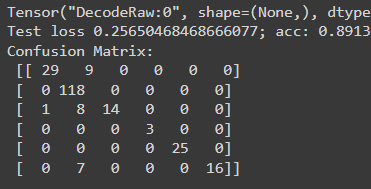 Tensor("DecodeRaw:0", shape=(None,), dtype
Test loss 0.25650468468666077; acc: 0.8913
Confusion Matrix:
[[ 29 9 0 0 0 0]
[ 0 118 0 0 0 0]
[ 1 8 14 0 0 0]
[ 0 0 0 3 0 0]
[ 0 0 0 0 25 0]
[ 0 7 0 0 0 16]]